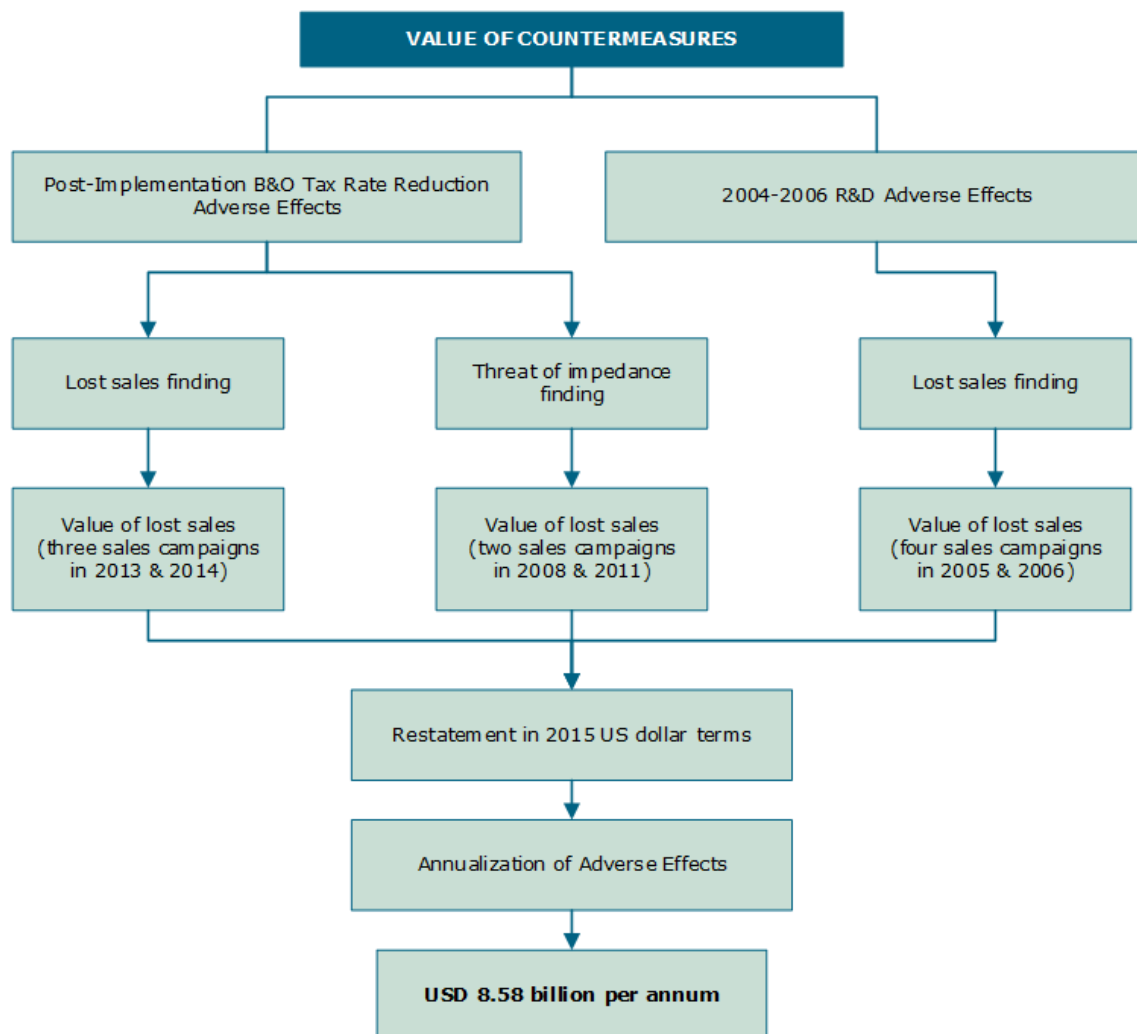 VALUE OF COUNTERMEASURES
Post-Implementation B&O Tax Rate Reduction
Adverse Effects
2004-2006 R&D Adverse Effects
Lost sales finding
Threat of impedance
finding
Lost sales finding
Value of lost sales
(three sales campaigns
in 2013 & 2014)
Value of lost sales
(two sales campaigns
in 2008 & 2011)
Value of lost sales
(four sales campaigns
in 2005 & 2006)
Restatement in 2015 US dollar terms
Annualization of Adverse Effects
USD 8.58 billion per annum